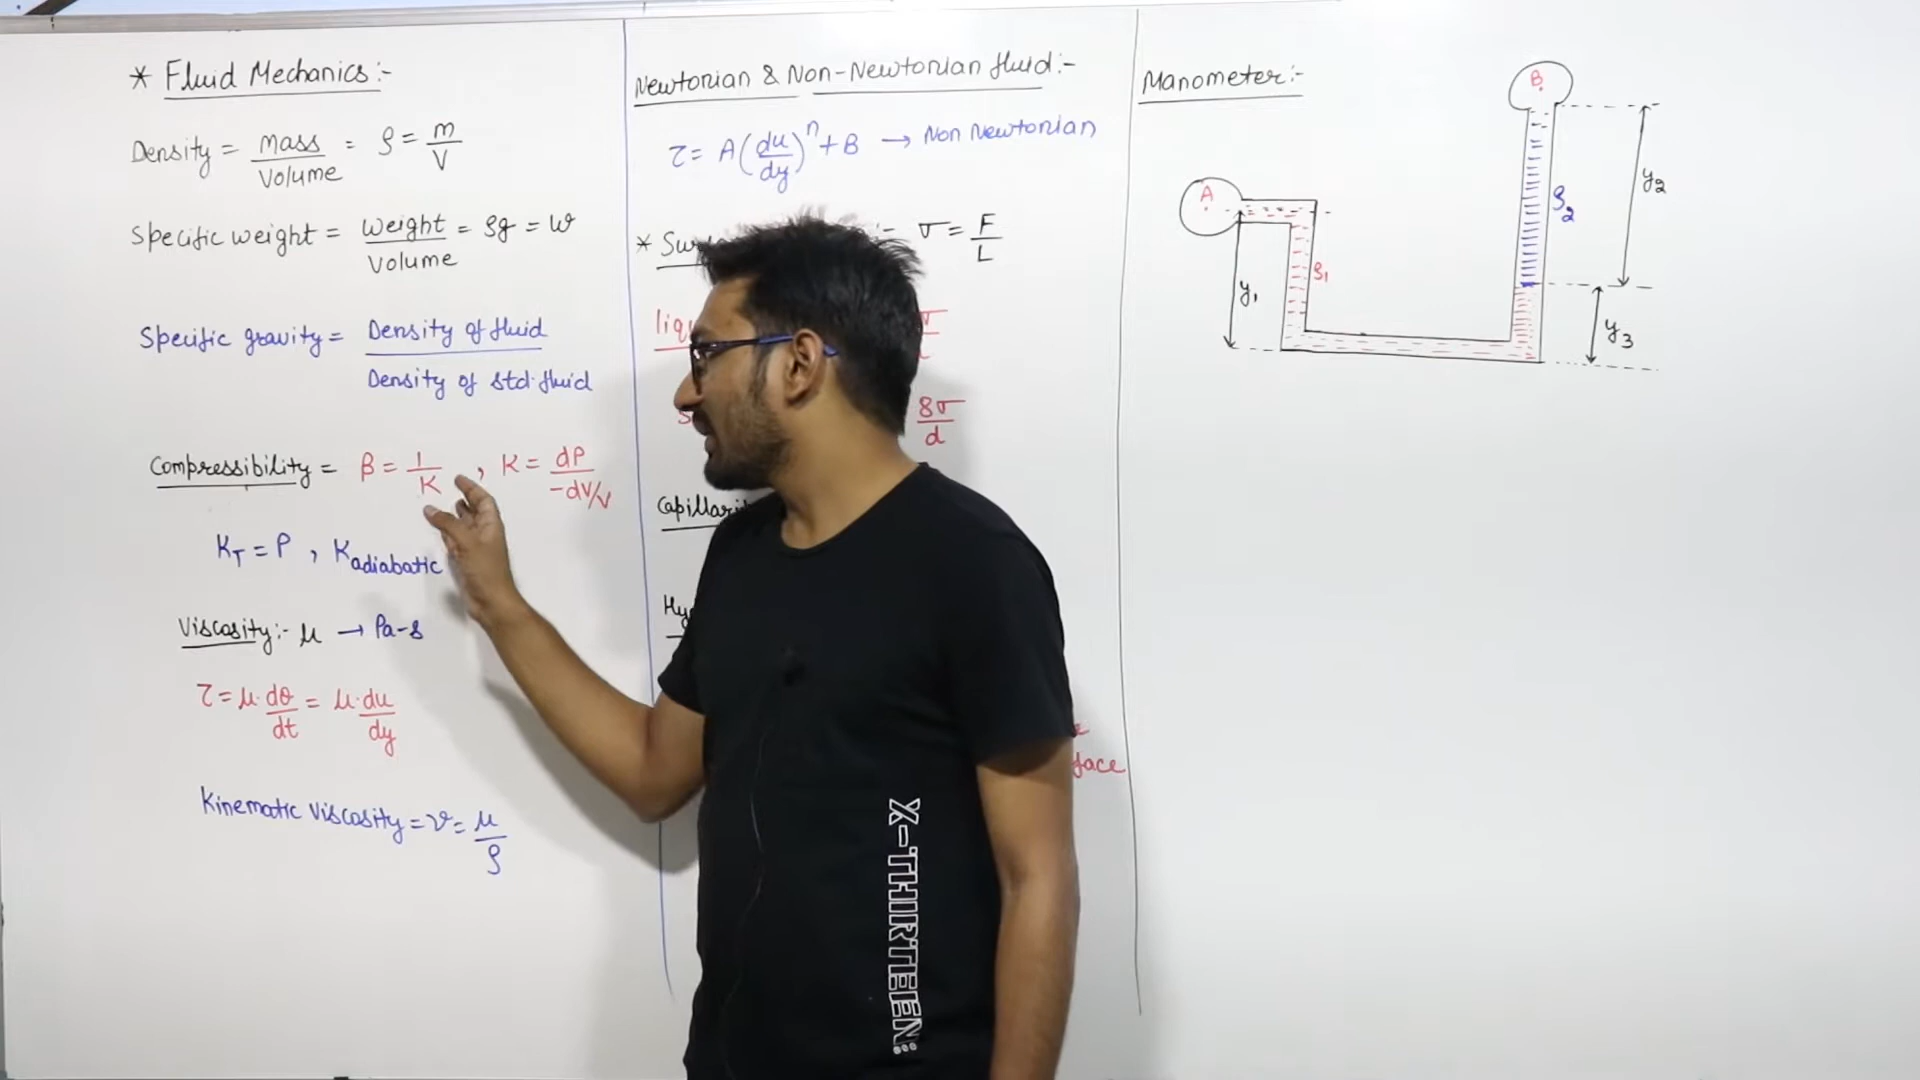 * Fluid Mechanics:-
Density = mass/volume = ρ = m/V
Specific weight = weight/volume = ρg = w
Specific gravity = Density of fluid/Density of std. fluid
Compressibility = β = 1/K , K = dP/-dV/V
K_T = P , K_adiabatic
Viscosity:- μ → Pa-s
τ = μ·dθ/dt = μ·du/dy
Kinematic viscosity = ν = μ/ρ
Newtonian & Non-Newtonian fluid:-
τ = A(du/dy)^n + B → Non Newtonian
* :- σ = F/L
8σ/d
face
Manometer:-
A
B
ρ1
ρ2
y1
y2
y3
X-THIRTEEN